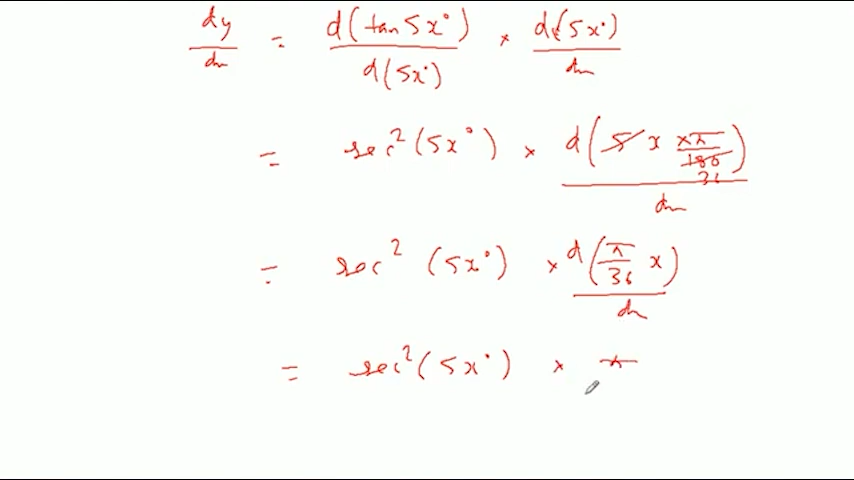 dy/dx = d(tan 5x°)/d(5x°) × d(5x°)/dx
= sec²(5x°) × d(5 x × π/180 36)/dx
= sec² (5x°) × d(π/36 x)/dx
= sec²(5x°) × π